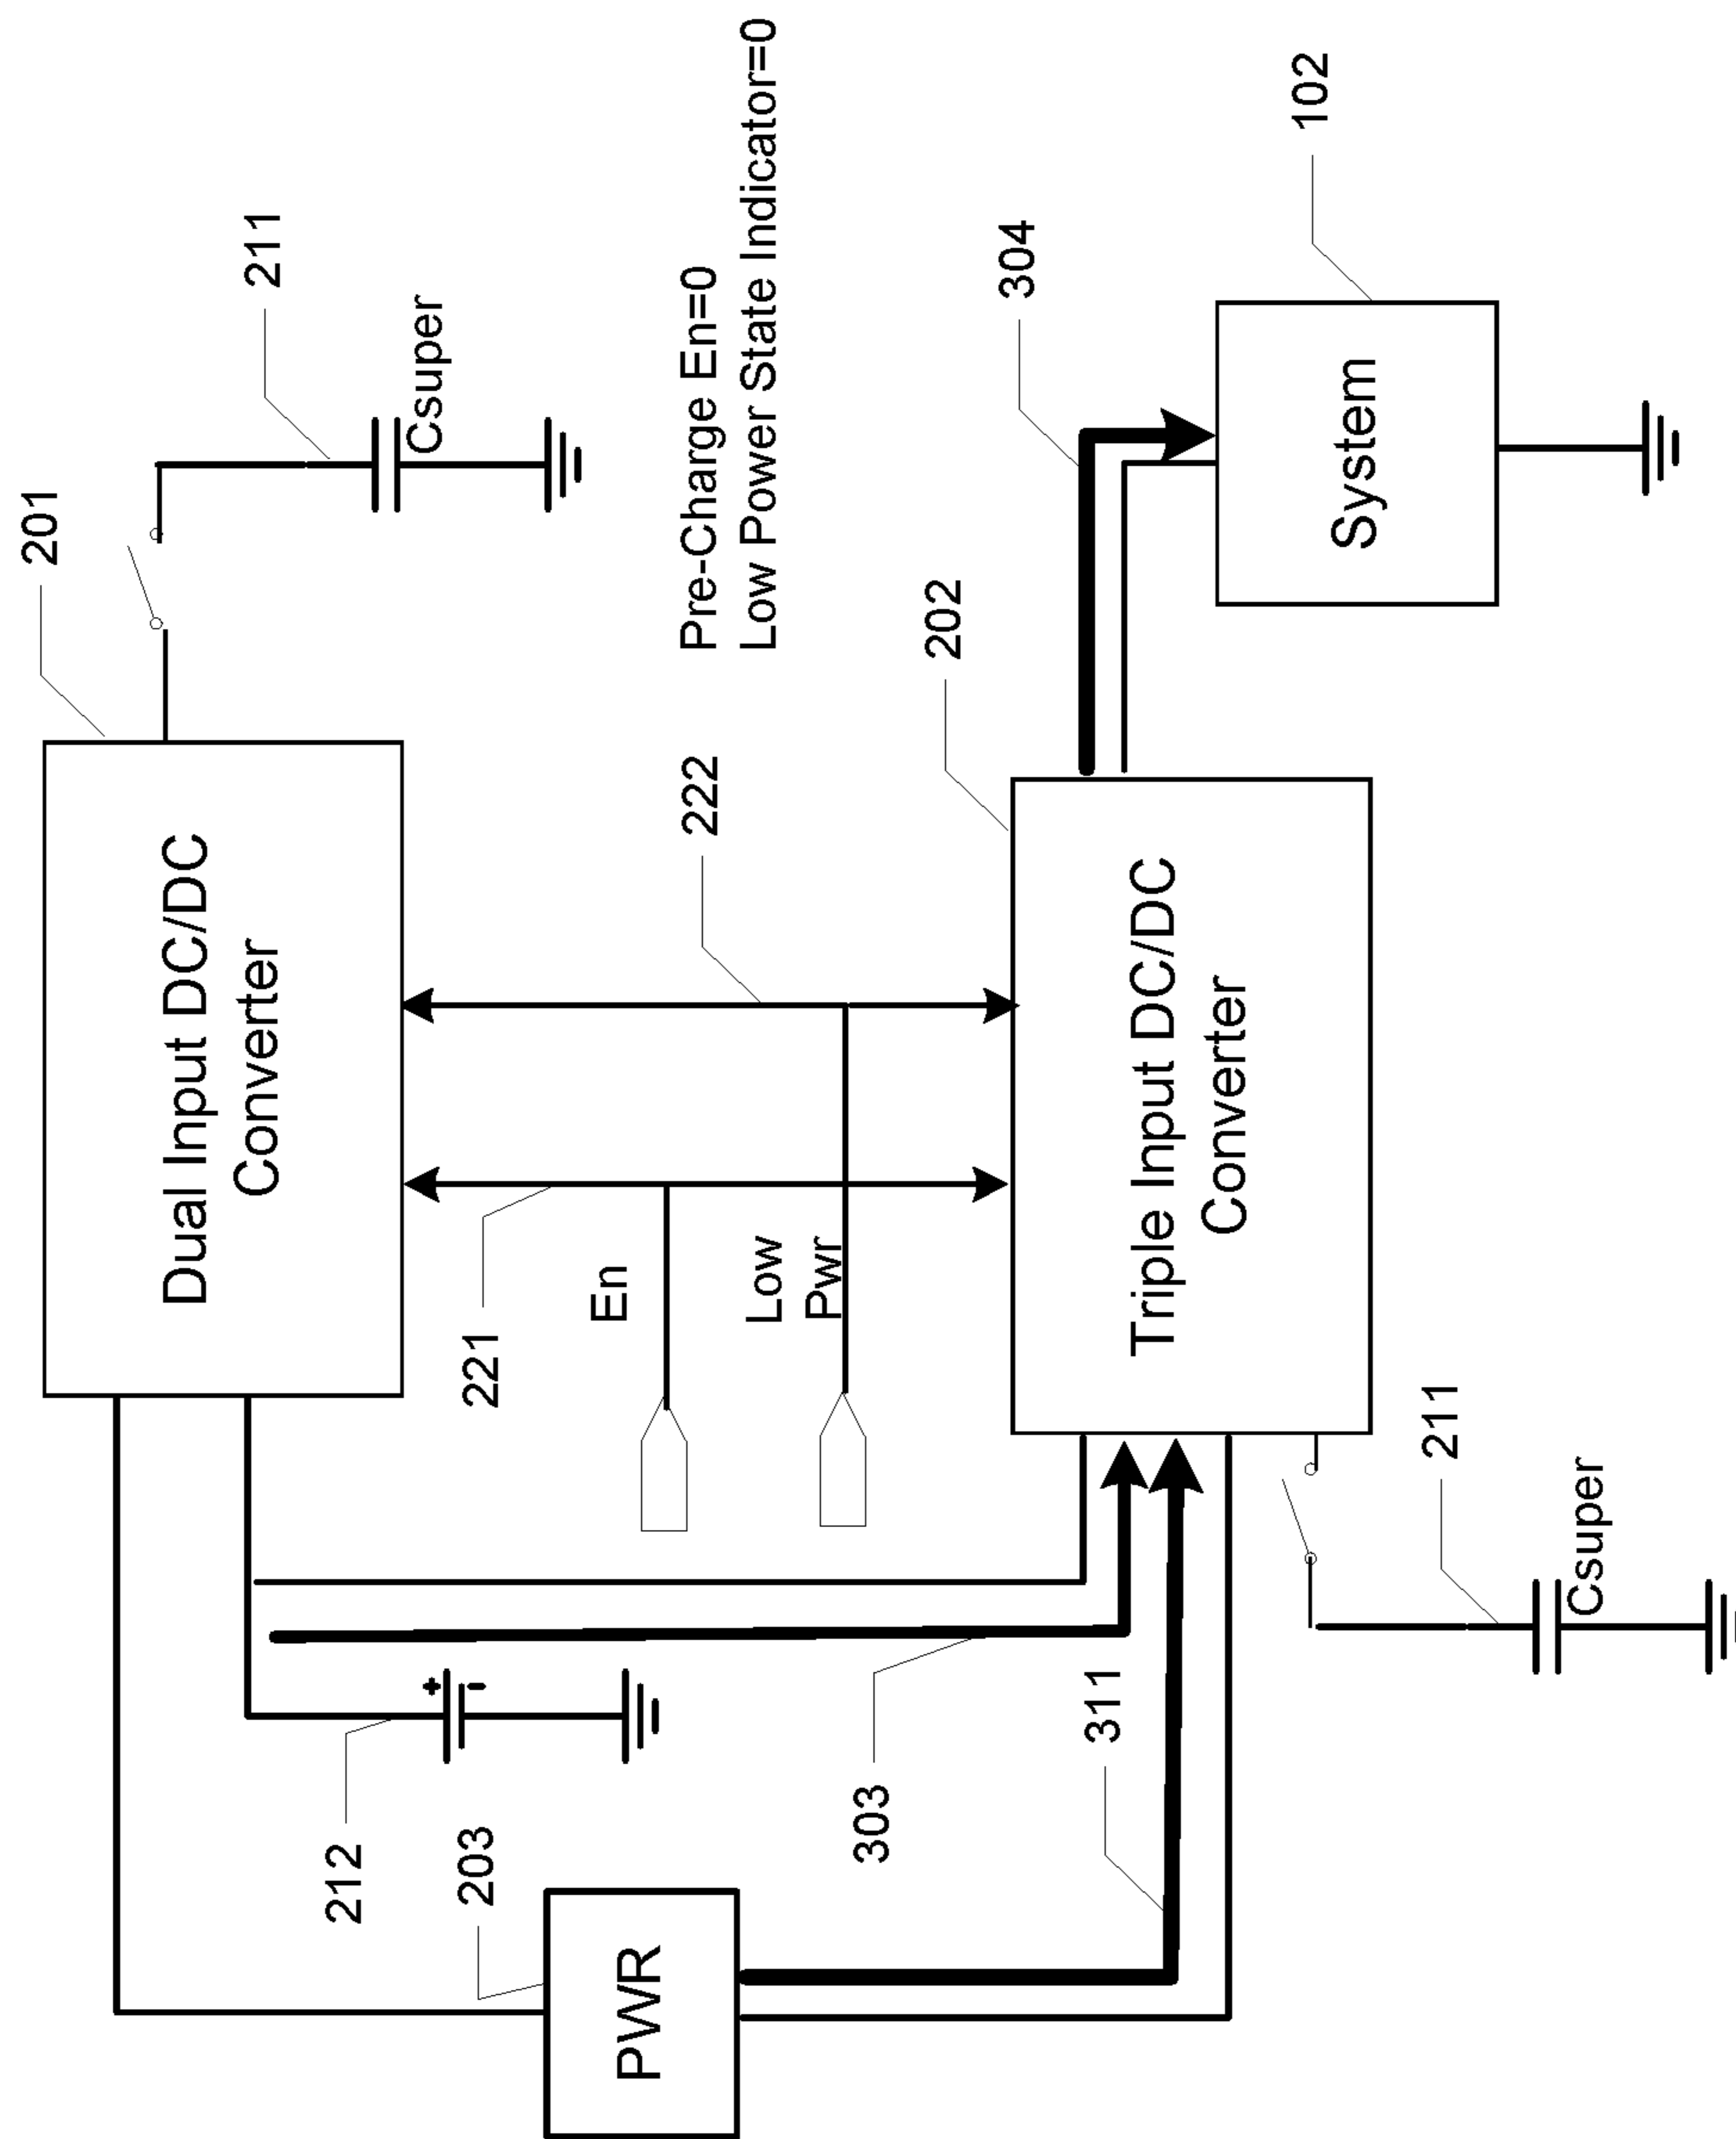 201
211
Dual Input DC/DC
Converter
Csuper
212
203
221
En
222
Pre-Charge En=0
Low Power State Indicator=0
PWR
Low
Pwr
303
202
304
311
Triple Input DC/DC
Converter
102
System
211
Csuper
+
-